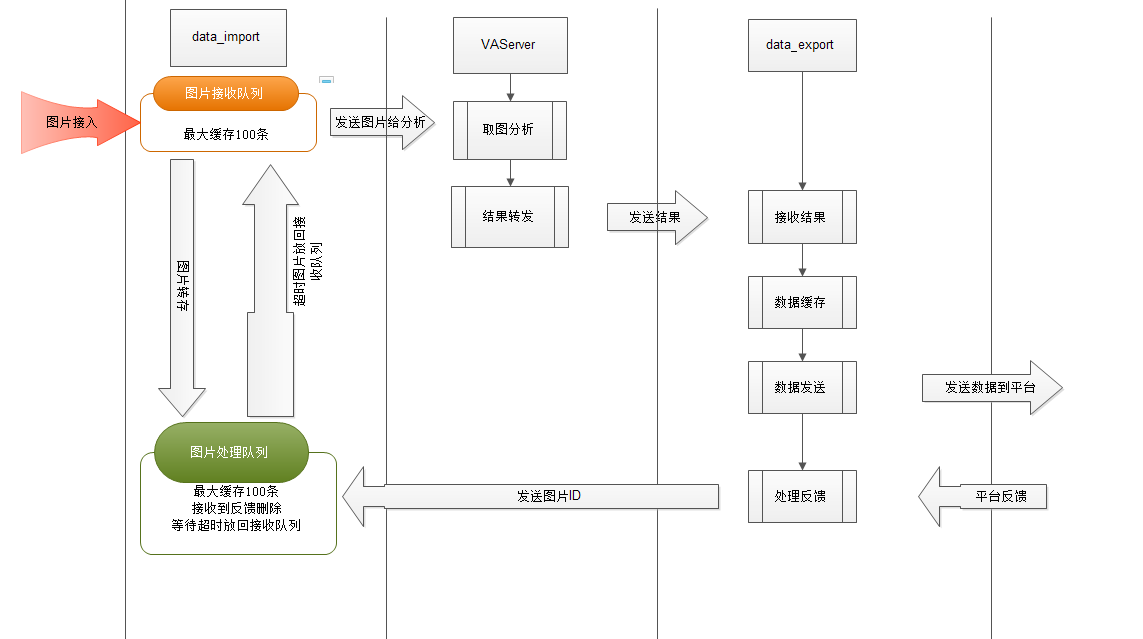 data_import
VAServer
data_export
图片接收队列
图片接入
最大缓存100条
发送图片给分析
取图分析
结果转发
发送结果
接收结果
超时图片放回接
收队列
图片转存
数据缓存
数据发送
发送数据到平台
图片处理队列
最大缓存100条
接收到反馈删除
等待超时放回接收队列
发送图片ID
处理反馈
平台反馈